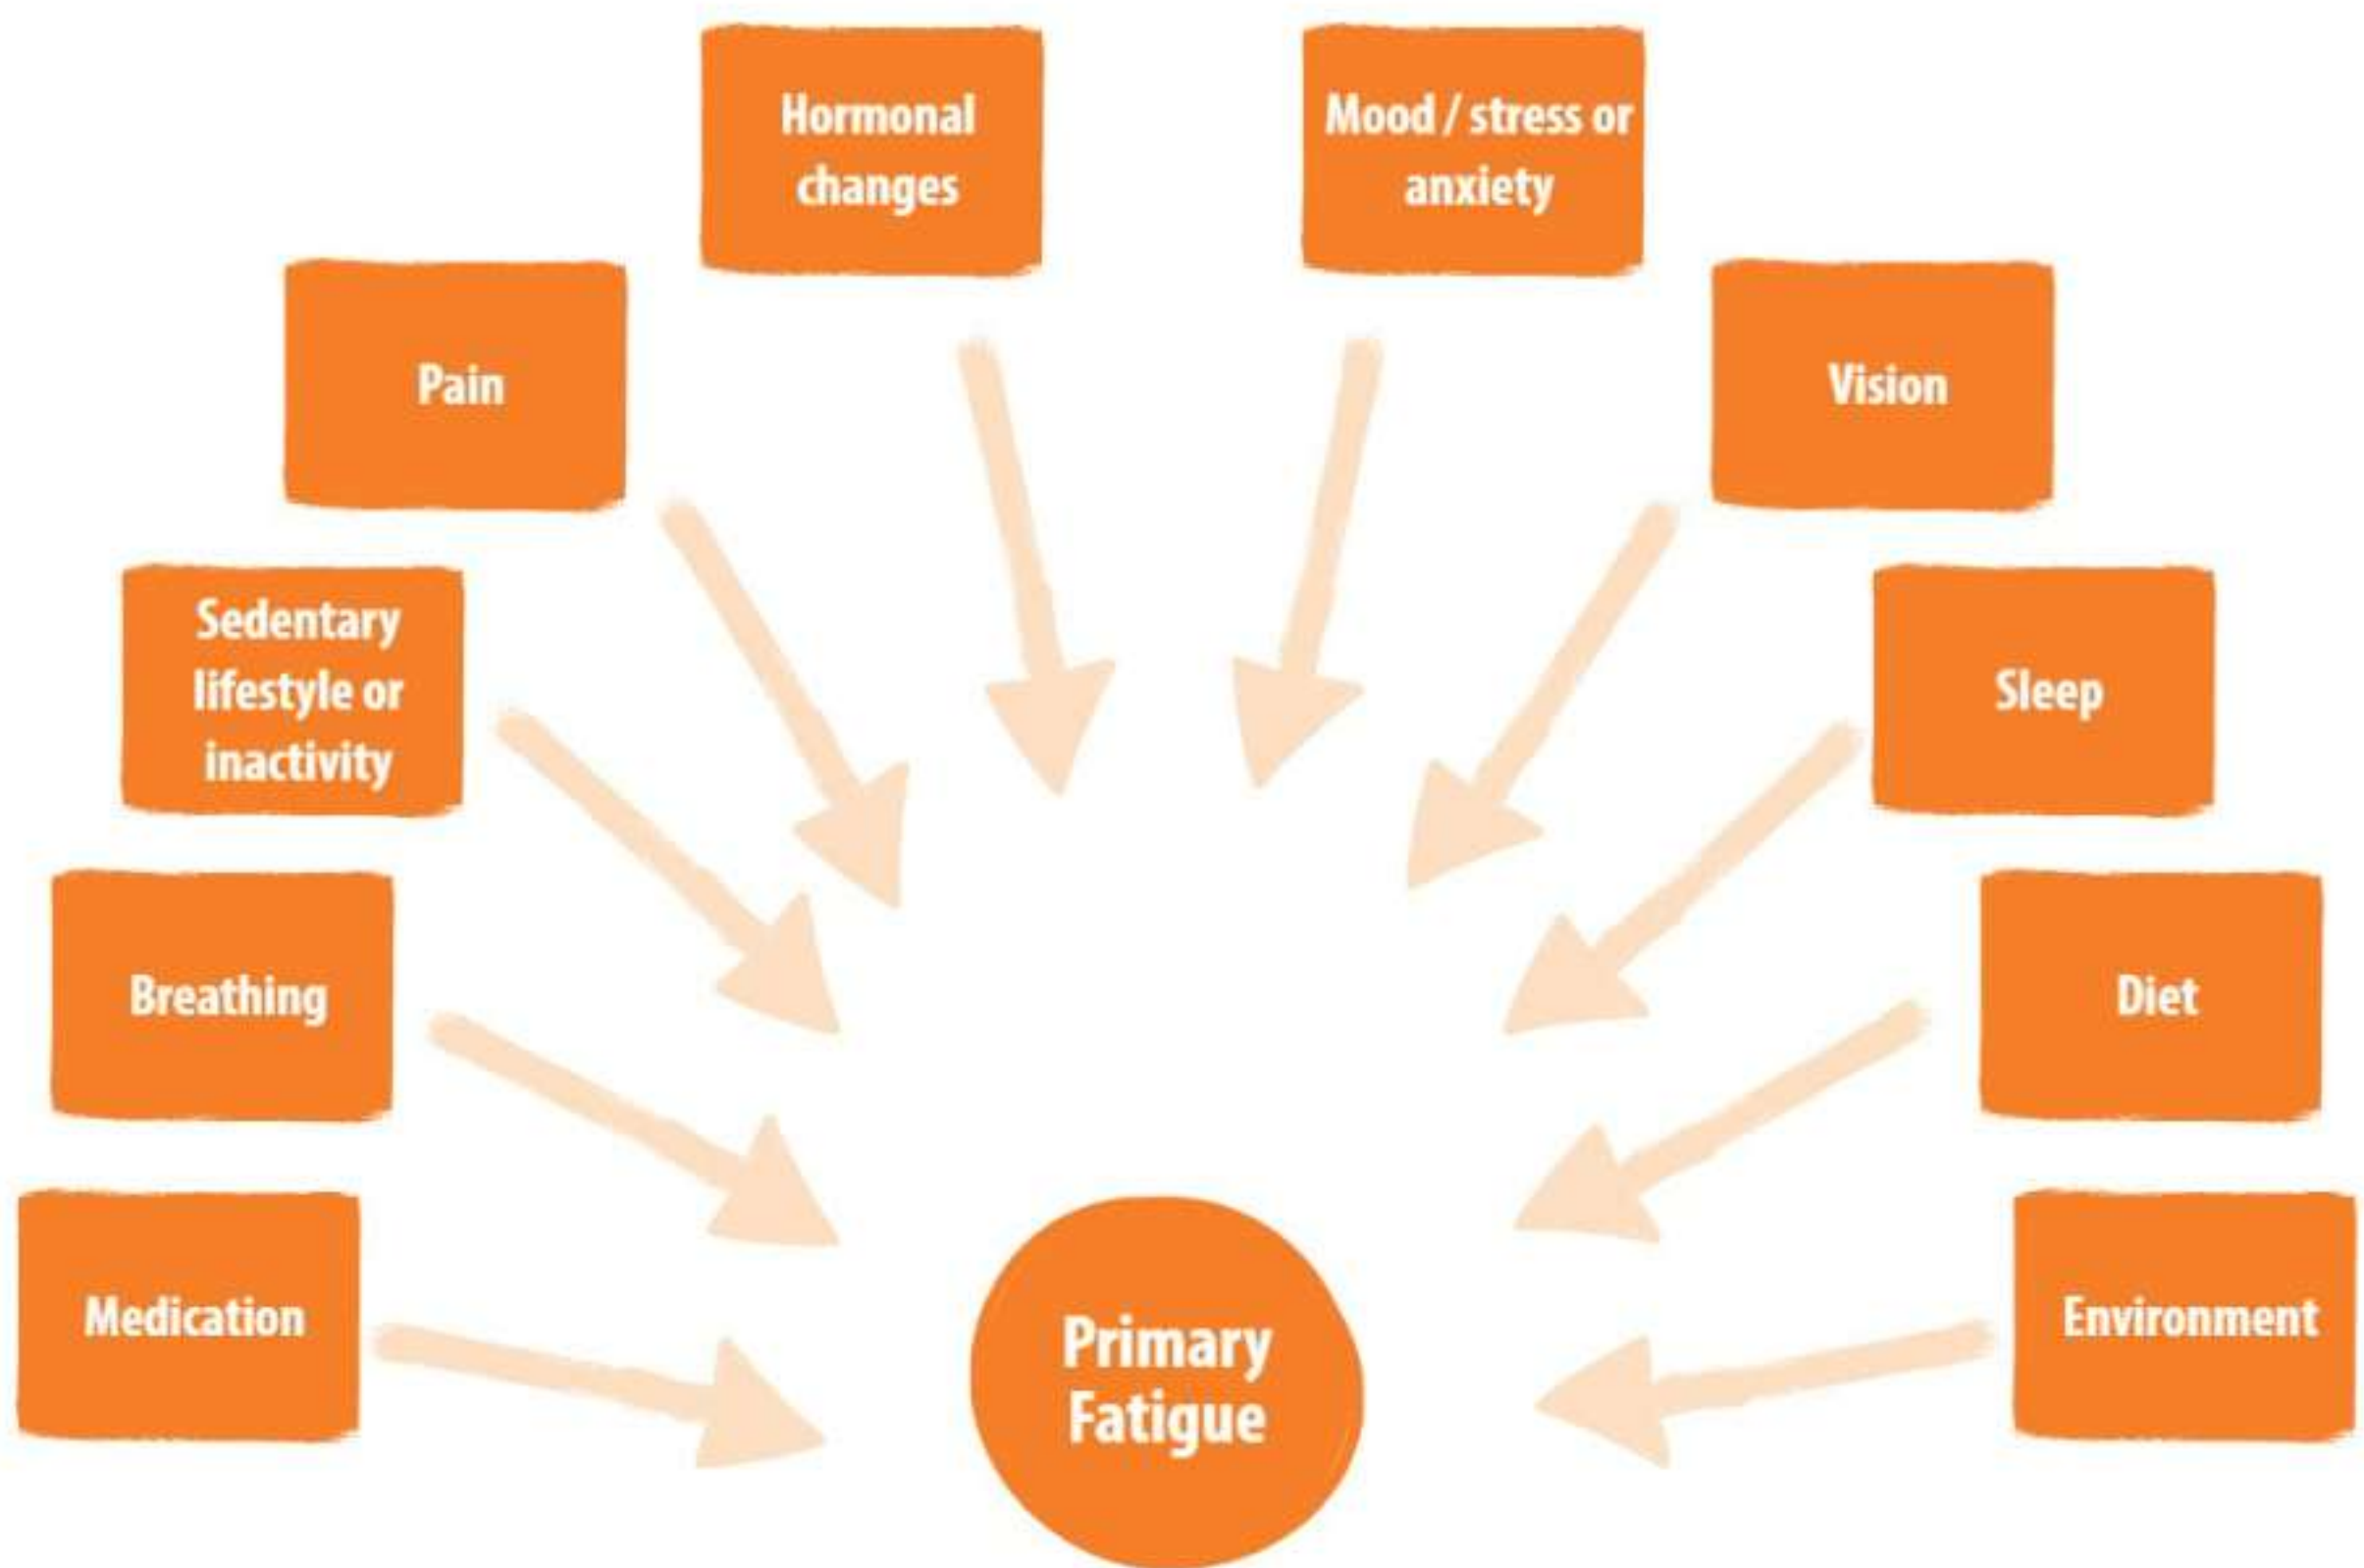 Hormonal
changes
Mood / stress or
anxiety
Pain
Vision
Sedentary
lifestyle or
inactivity
Sleep
Breathing
Diet
Medication
Environment
Primary
Fatigue